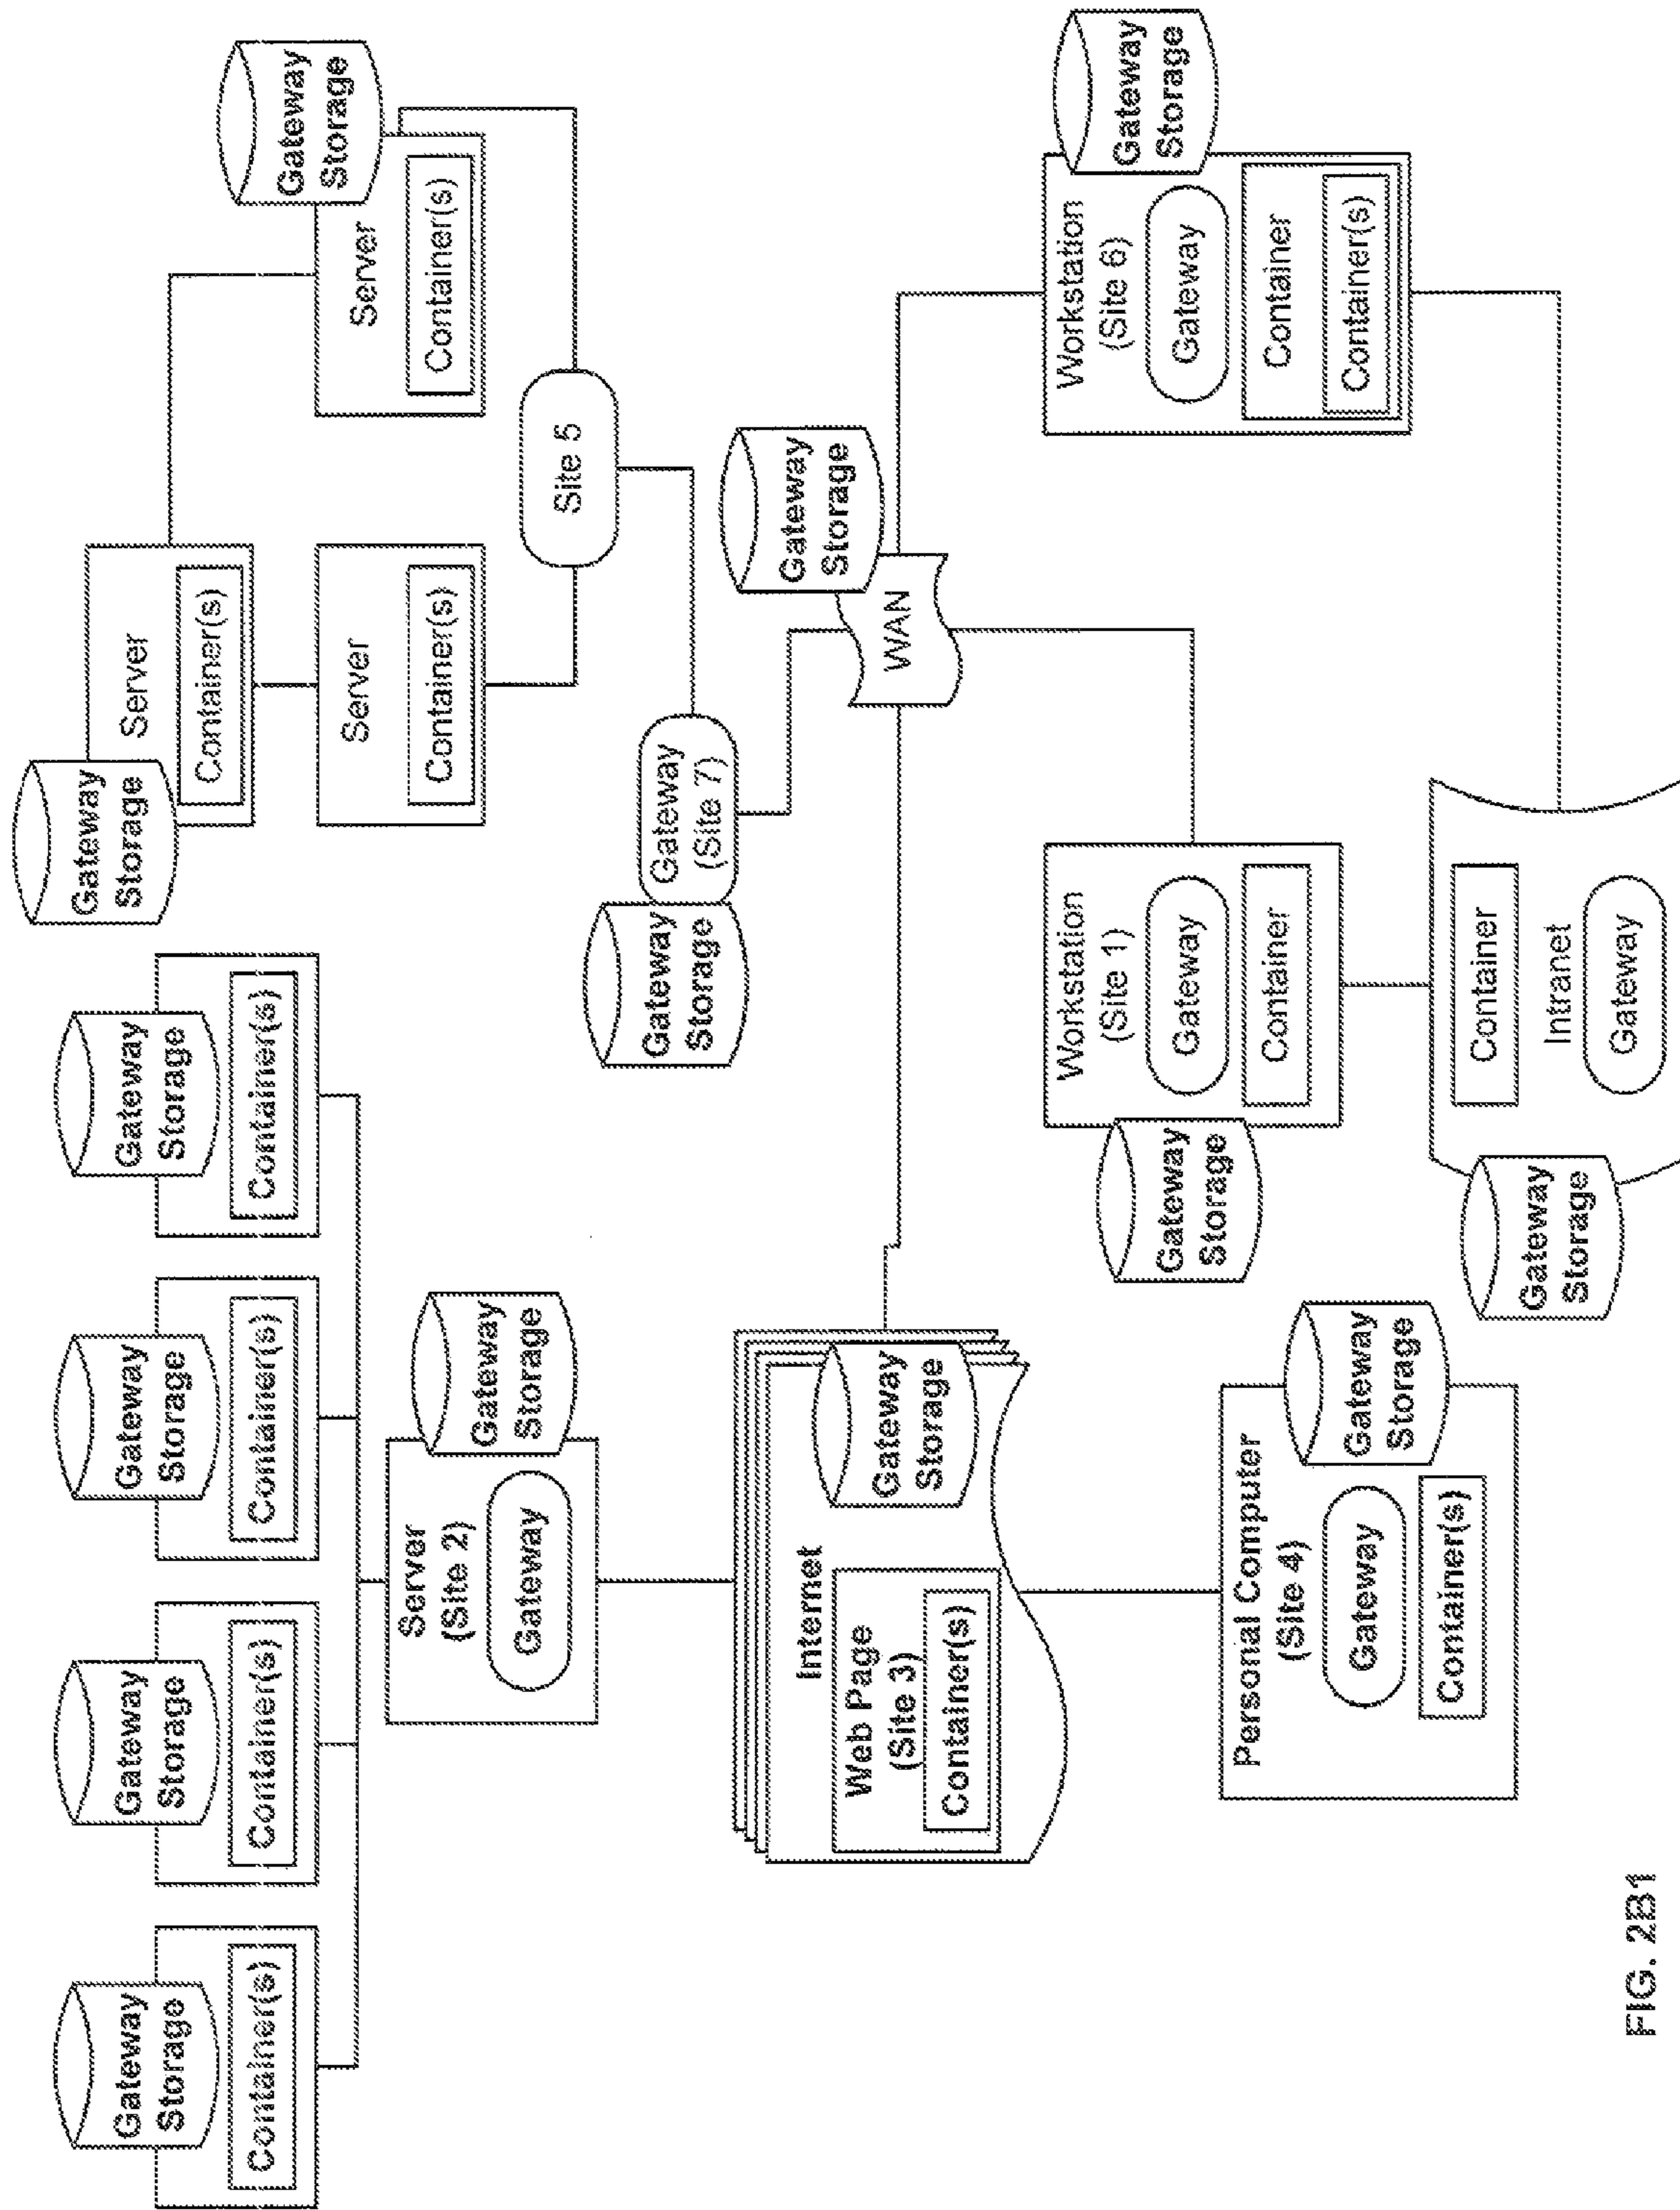 Gateway
Storage
Container(s)
Gateway
Storage
Container(s)
Gateway
Storage
Container(s)
Gateway
Storage
Container(s)
Gateway
Storage
Server
Container(s)
Server
Container(s)
Gateway
Storage
Server
Container(s)
Site 5
Server
(Site 2)
Gateway
Gateway
Storage
Gateway
Storage
Gateway
(Site 7)
Gateway
Storage
WAN
Internet
Web Page
(Site 3)
Container(s)
Gateway
Storage
Personal Computer
(Site 4)
Gateway
Container(s)
Gateway
Storage
Workstation
(Site 1)
Gateway
Container
Gateway
Storage
Workstation
(Site 6)
Gateway
Container
Container(s)
Gateway
Storage
Container
Intranet
Gateway
Gateway
Storage
FIG. 2B1